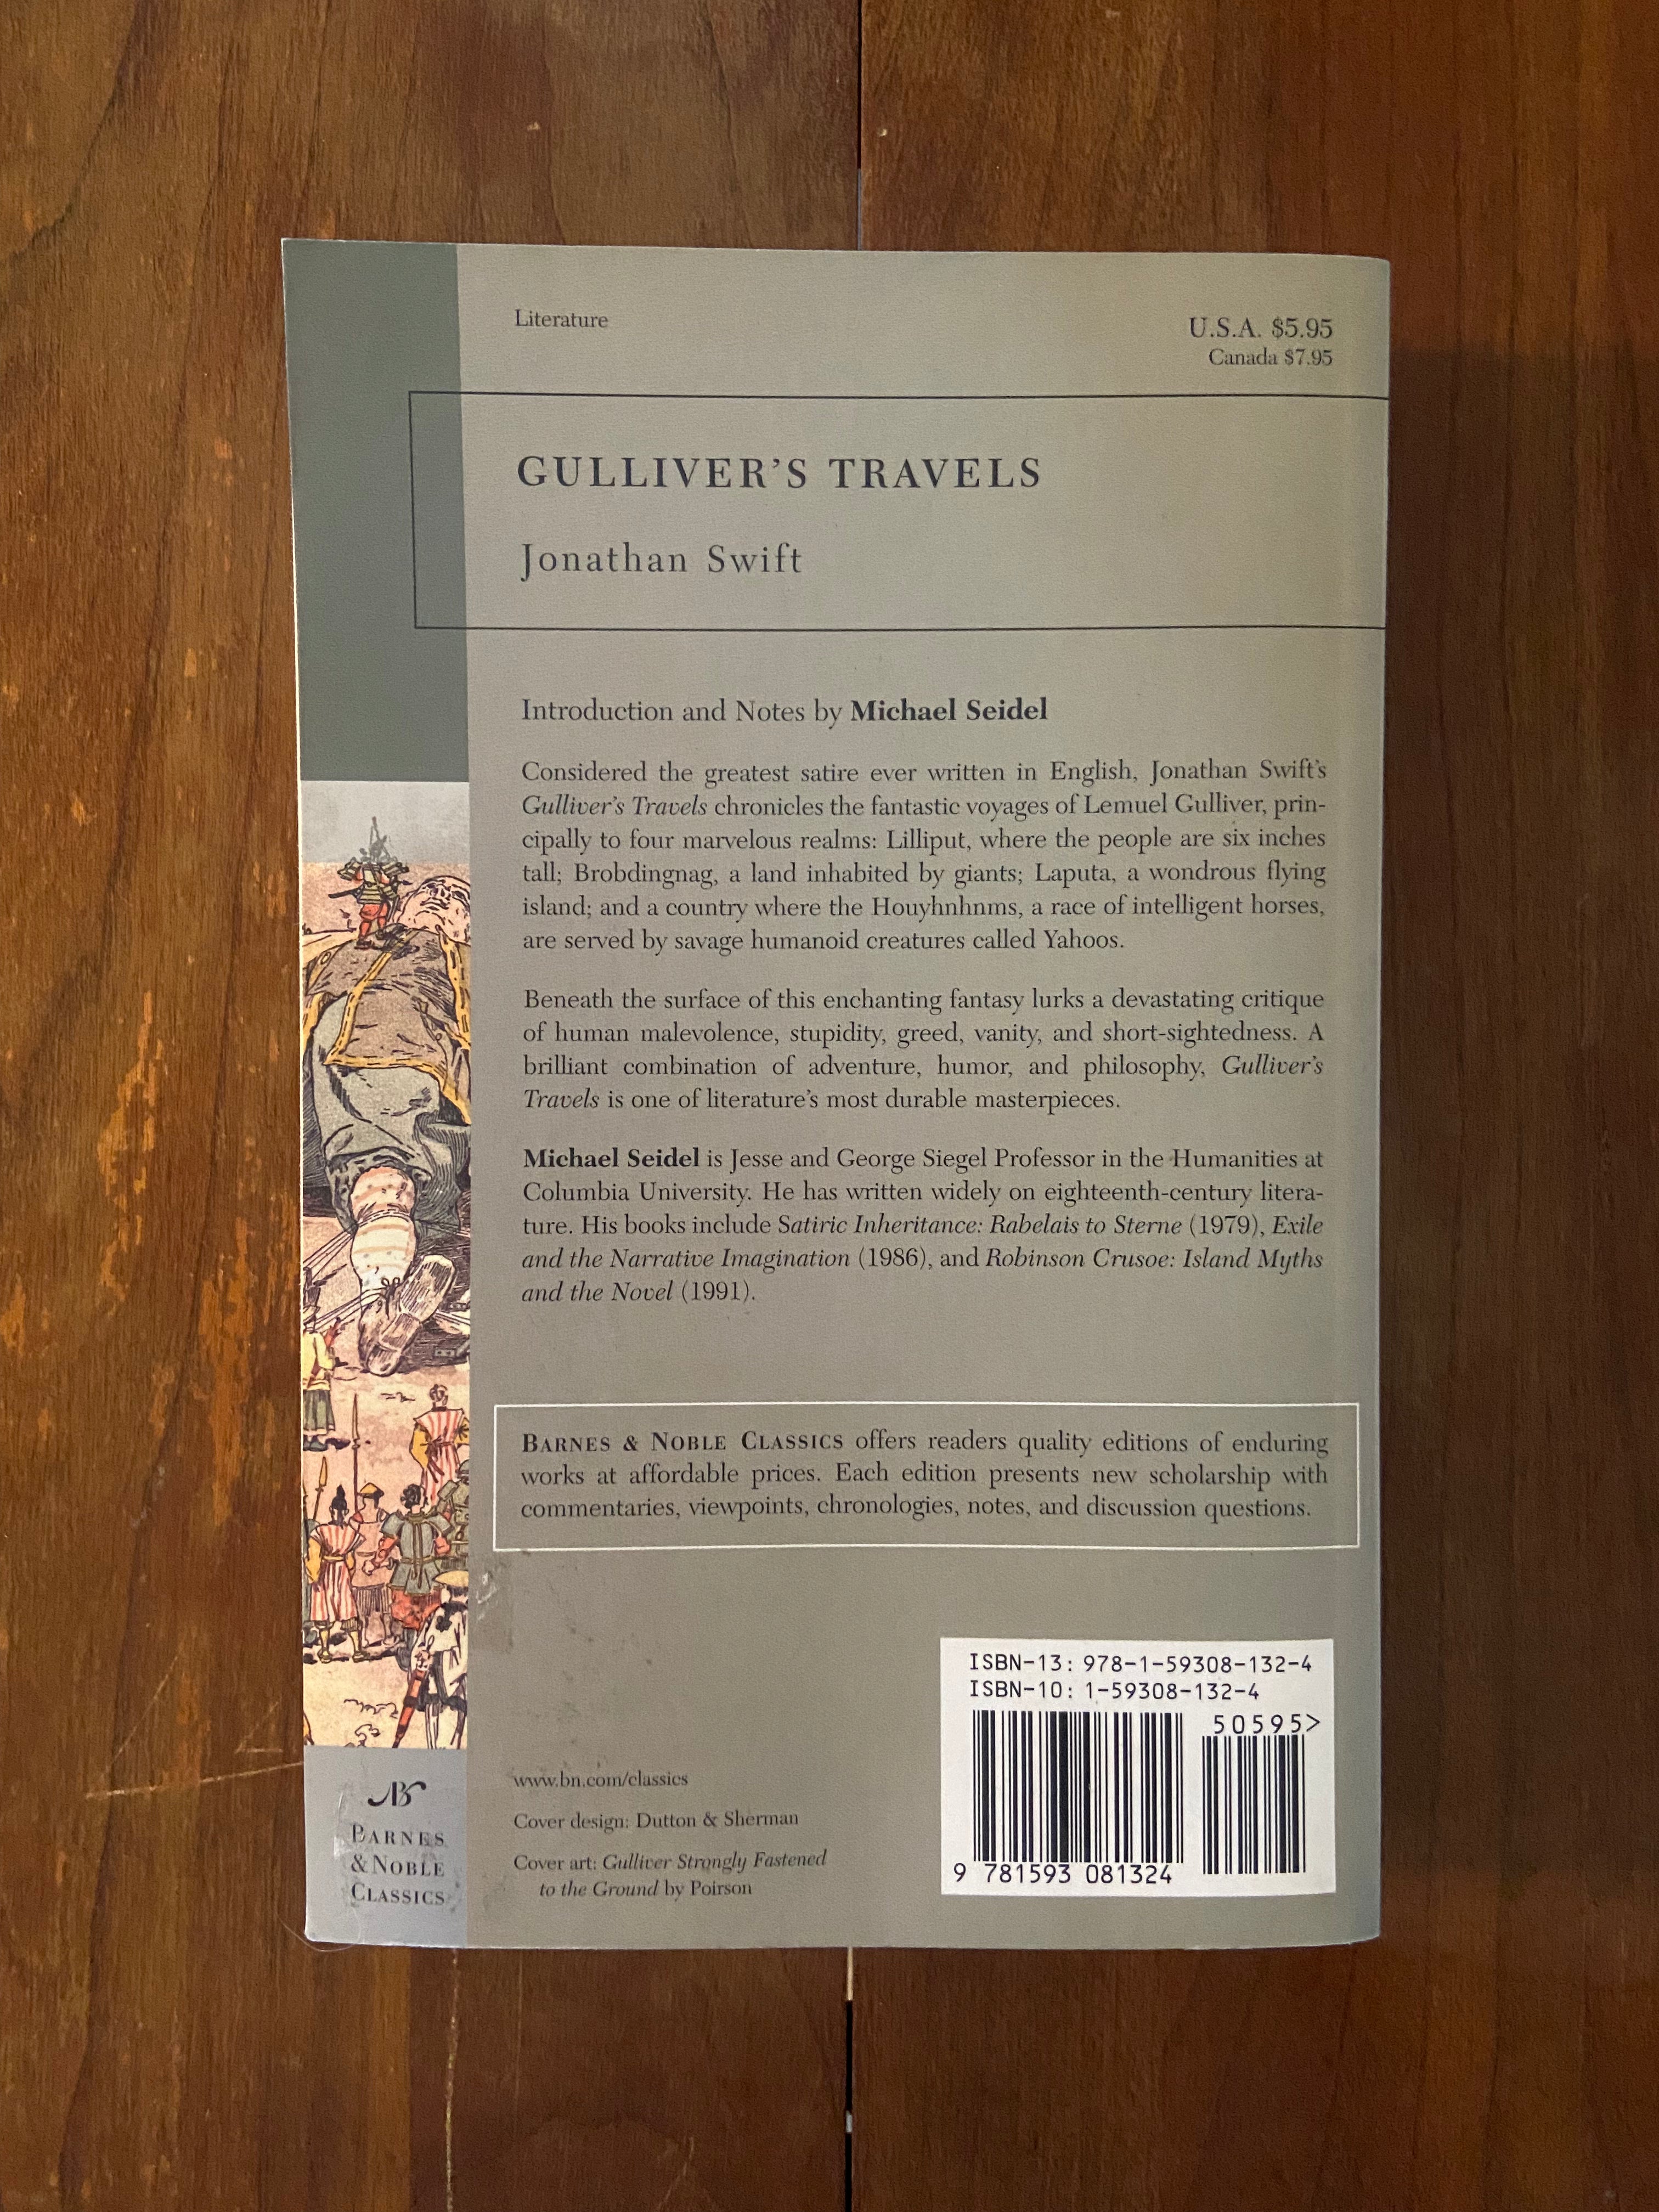 Literature
U.S.A. $5.95
Canada $7.95
GULLIVER’S TRAVELS
Jonathan Swift
Introduction and Notes by Michael Seidel
Considered the greatest satire ever written in English, Jonathan Swift’s
Gulliver’s Travels chronicles the fantastic voyages of Lemuel Gulliver, prin-
cipally to four marvelous realms: Lilliput, where the people are six inches
tall; Brobdingnag, a land inhabited by giants; Laputa, a wondrous flying
island; and a country where the Houyhnhnms, a race of intelligent horses,
are served by savage humanoid creatures called Yahoos.
Beneath the surface of this enchanting fantasy lurks a devastating critique
of human malevolence, stupidity, greed, vanity, and short-sightedness. A
brilliant combination of adventure, humor, and philosophy, Gulliver’s
Travels is one of literature’s most durable masterpieces.
Michael Seidel is Jesse and George Siegel Professor in the Humanities at
Columbia University. He has written widely on eighteenth-century litera-
ture. His books include Satiric Inheritance: Rabelais to Sterne (1979), Exile
and the Narrative Imagination (1986), and Robinson Crusoe: Island Myths
and the Novel (1991).
BARNES & NOBLE CLASSICS offers readers quality editions of enduring
works at affordable prices. Each edition presents new scholarship with
commentaries, viewpoints, chronologies, notes, and discussion questions.
ISBN-13: 978-1-59308-132-4
ISBN-10: 1-59308-132-4
50595>
9 781593 081324
www.bn.com/classics
Cover design: Dutton & Sherman
Cover art: Gulliver Strongly Fastened
to the Ground by Poirson
BN
BARNES
& NOBLE
CLASSICS